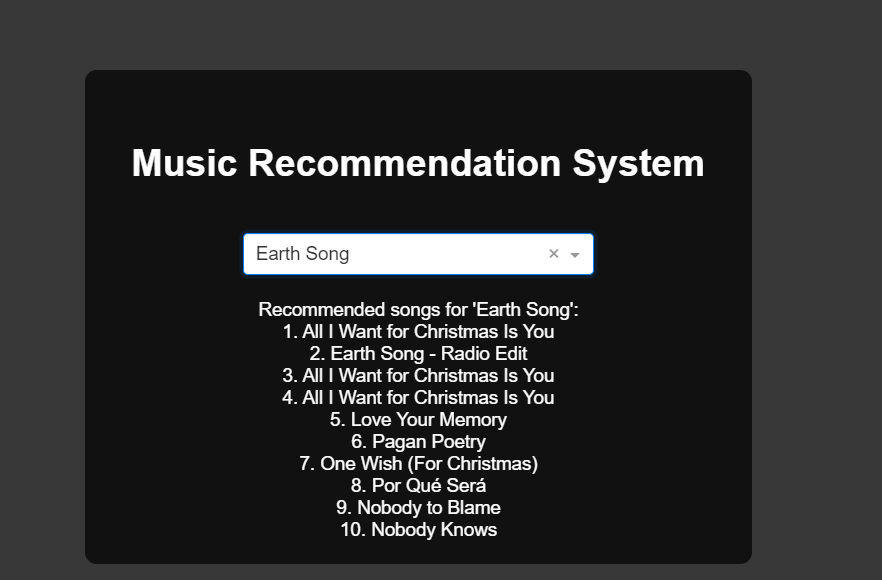 Music Recommendation System
Earth Song
Recommended songs for 'Earth Song':
1. All I Want for Christmas Is You
2. Earth Song - Radio Edit
3. All I Want for Christmas Is You
4. All I Want for Christmas Is You
5. Love Your Memory
6. Pagan Poetry
7. One Wish (For Christmas)
8. Por Qué Será
9. Nobody to Blame
10. Nobody Knows